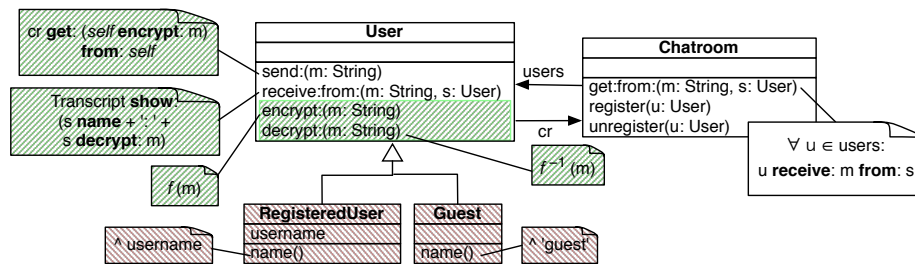 cr get: (self encrypt: m)
from: self
Transcript show:
(s name + ': ' +
s decrypt: m)
f (m)
User
send:(m: String)
receive:from:(m: String, s: User)
encrypt:(m: String)
decrypt:(m: String)
users
cr
Chatroom
get:from:(m: String, s: User)
register(u: User)
unregister(u: User)
∀ u ∈ users:
u receive: m from: s
f⁻¹ (m)
RegisteredUser
username
name()
^ username
Guest
name()
^ 'guest'